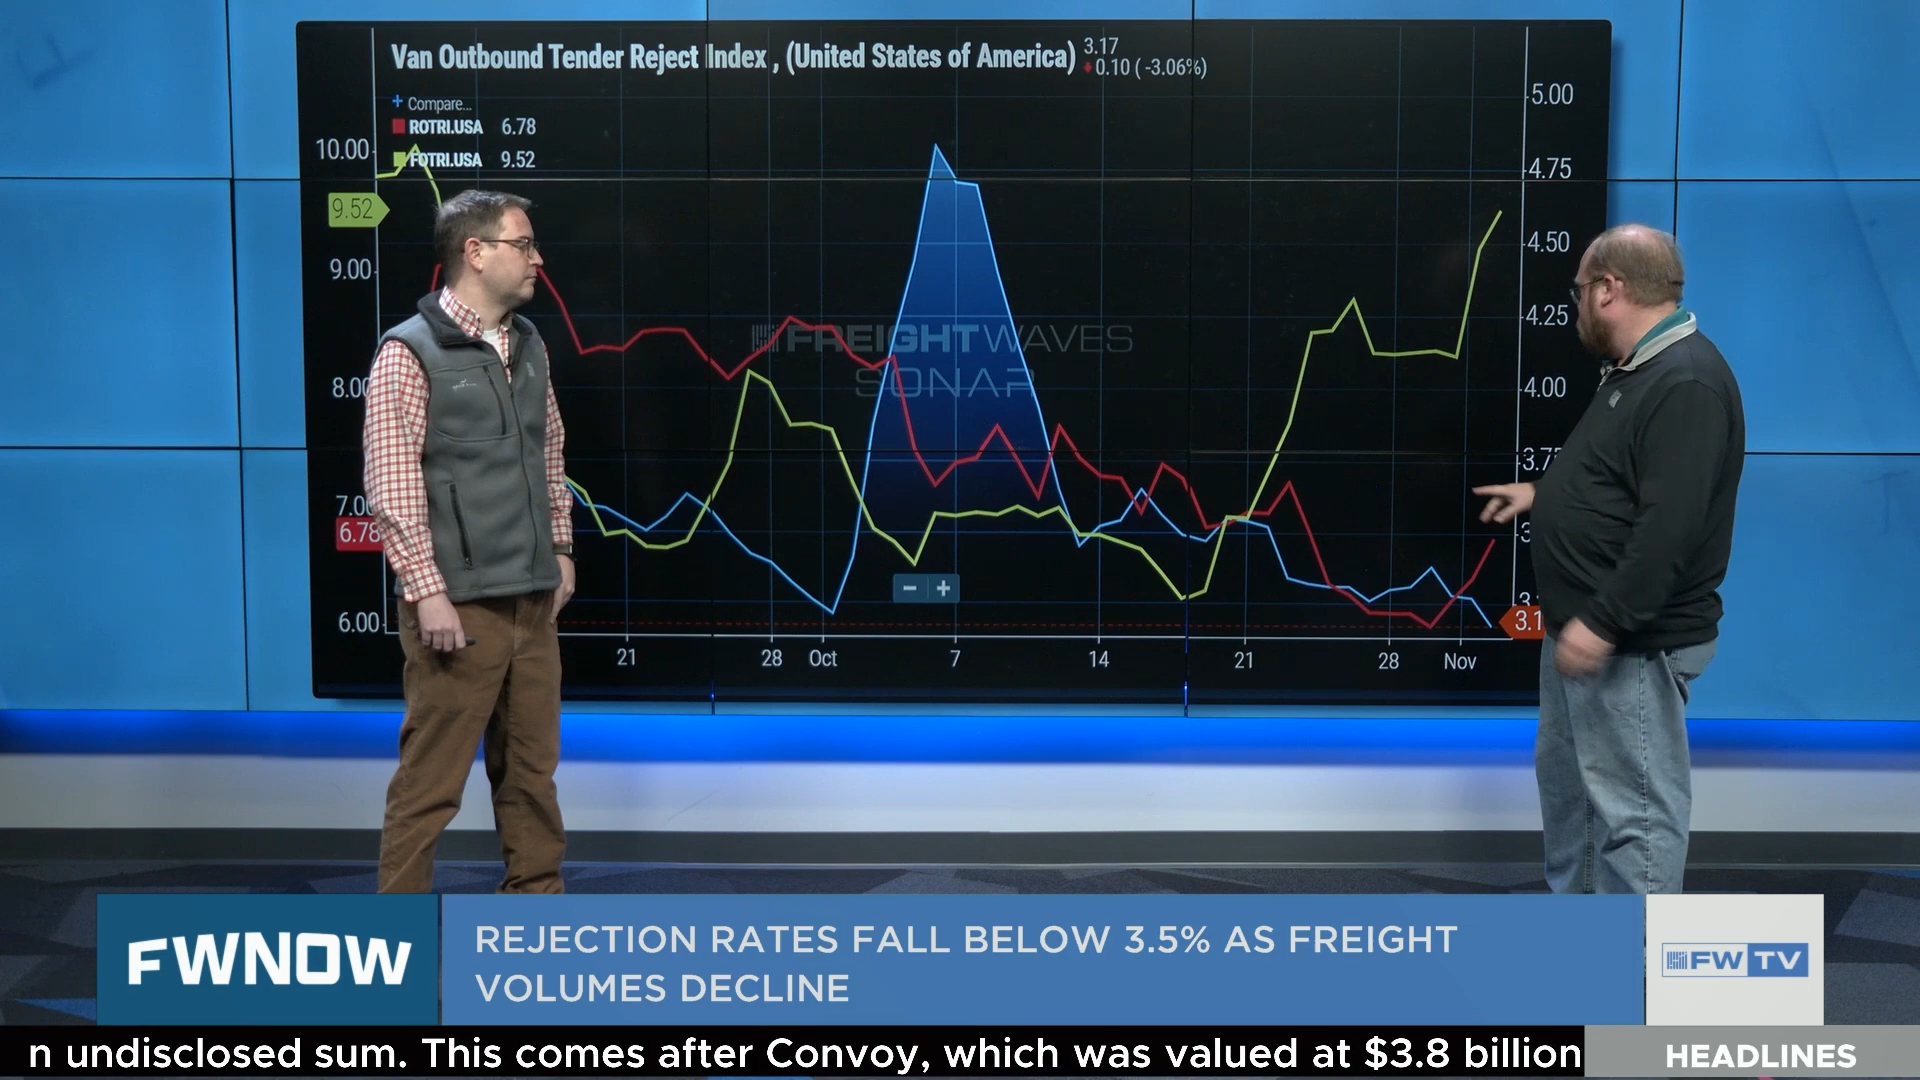 Van Outbound Tender Reject Index , (United States of America) 3.17
0.10 ( -3.06%)
+ Compare...
ROTRI.USA 6.78
FOTRI.USA 9.52
10.00
9.52
9.00
8.00
6.78
6.00
5.00
4.75
4.50
4.25
4.00
FREIGHTWAVES
SONAR
− +
21 28 Oct 7 14 21 28 Nov
FWNOW
REJECTION RATES FALL BELOW 3.5% AS FREIGHT
VOLUMES DECLINE
FW TV
n undisclosed sum. This comes after Convoy, which was valued at $3.8 billion
HEADLINES